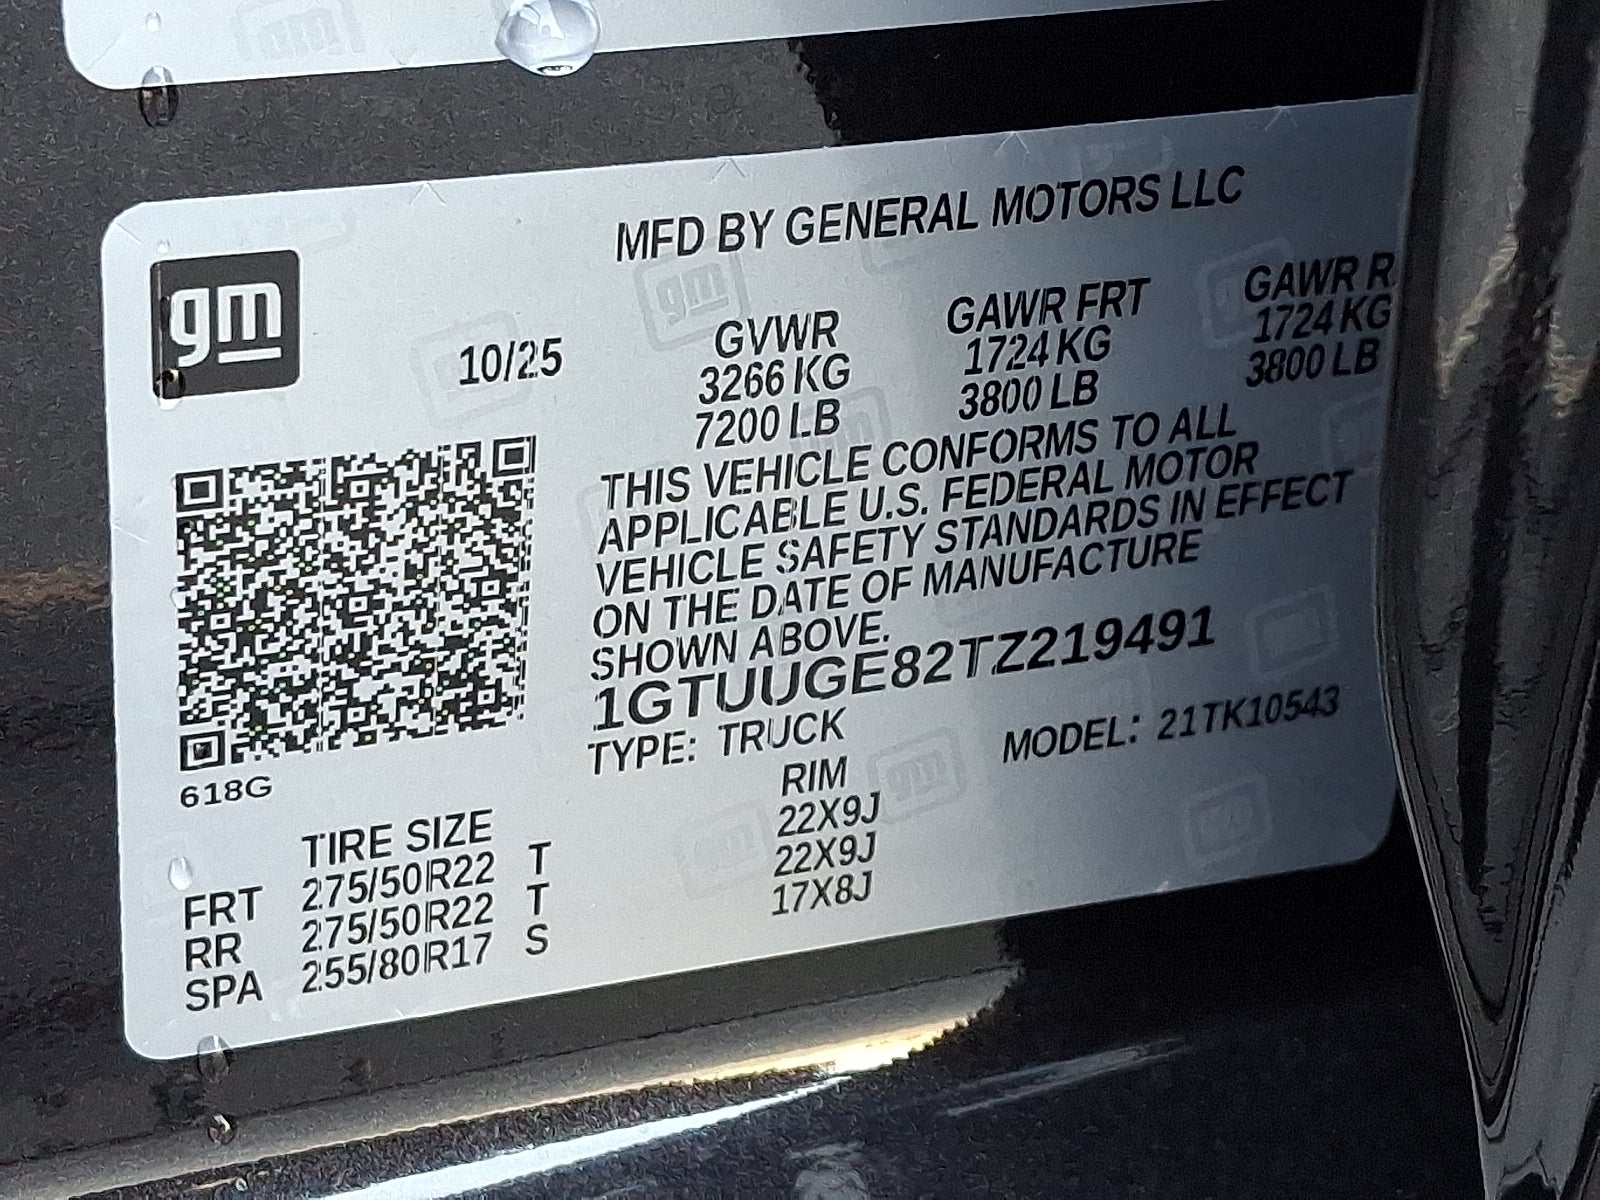 gm
MFD BY GENERAL MOTORS LLC
10/25
GVWR GAWR FRT GAWR R
3266 KG 1724 KG 1724 KG
7200 LB 3800 LB 3800 LB
THIS VEHICLE CONFORMS TO ALL
APPLICABLE U.S. FEDERAL MOTOR
VEHICLE SAFETY STANDARDS IN EFFECT
ON THE DATE OF MANUFACTURE
SHOWN ABOVE.
1GTUUGE82TZ219491
TYPE: TRUCK MODEL: 21TK10543
618G
TIRE SIZE RIM
FRT 275/50R22 T 22X9J
RR 275/50R22 T 22X9J
SPA 255/80R17 S 17X8J